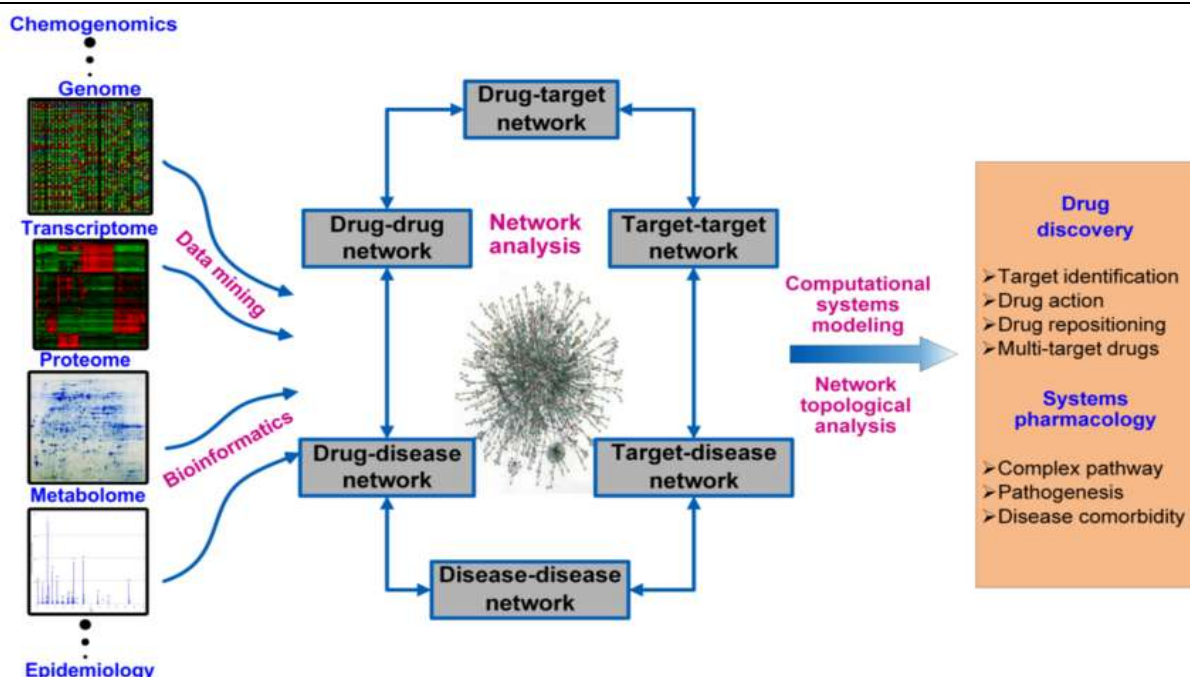 Chemogenomics
Genome
Transcriptome
Proteome
Metabolome
Epidemiology
Data mining
Bioinformatics
Drug-target
network
Drug-drug
network
Network
analysis
Target-target
network
Drug-disease
network
Target-disease
network
Disease-disease
network
Computational
systems
modeling
Network
topological
analysis
Drug
discovery
➢Target identification
➢Drug action
➢Drug repositioning
➢Multi-target drugs
Systems
pharmacology
➢Complex pathway
➢Pathogenesis
➢Disease comorbidity